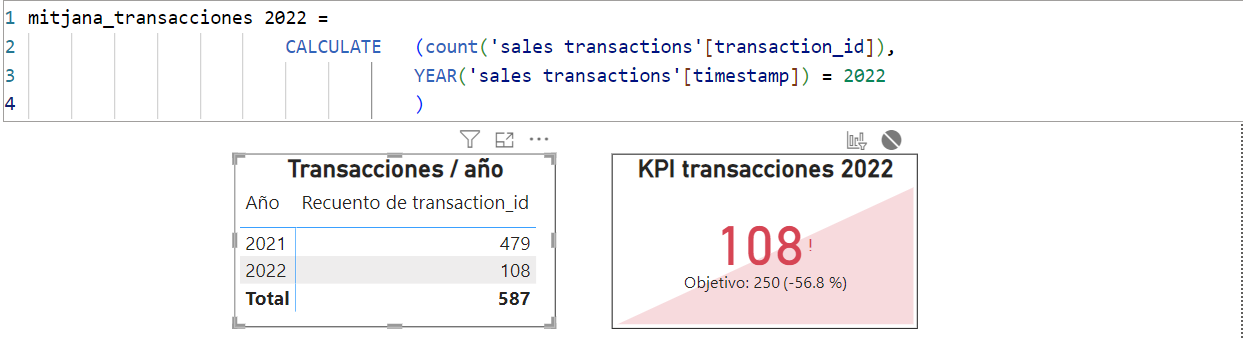 1 mitjana_transacciones 2022 =
2 CALCULATE (count('sales transactions'[transaction_id]),
3 YEAR('sales transactions'[timestamp]) = 2022
4 )
Transacciones / año
Año Recuento de transaction_id
2021 479
2022 108
Total 587
KPI transacciones 2022
108!
Objetivo: 250 (-56.8 %)